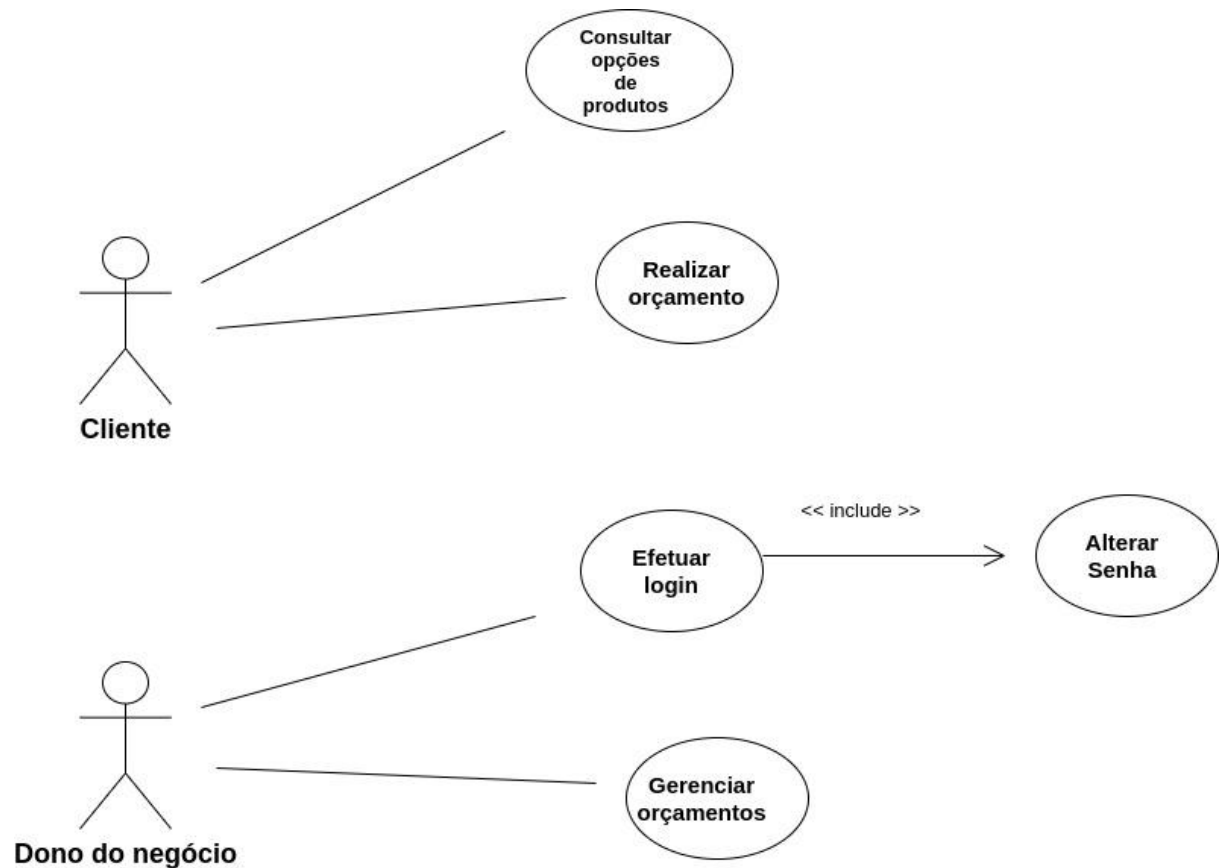 Consultar
opções
de
produtos
Realizar
orçamento
Cliente
<< include >>
Efetuar
login
Alterar
Senha
Gerenciar
orçamentos
Dono do negócio